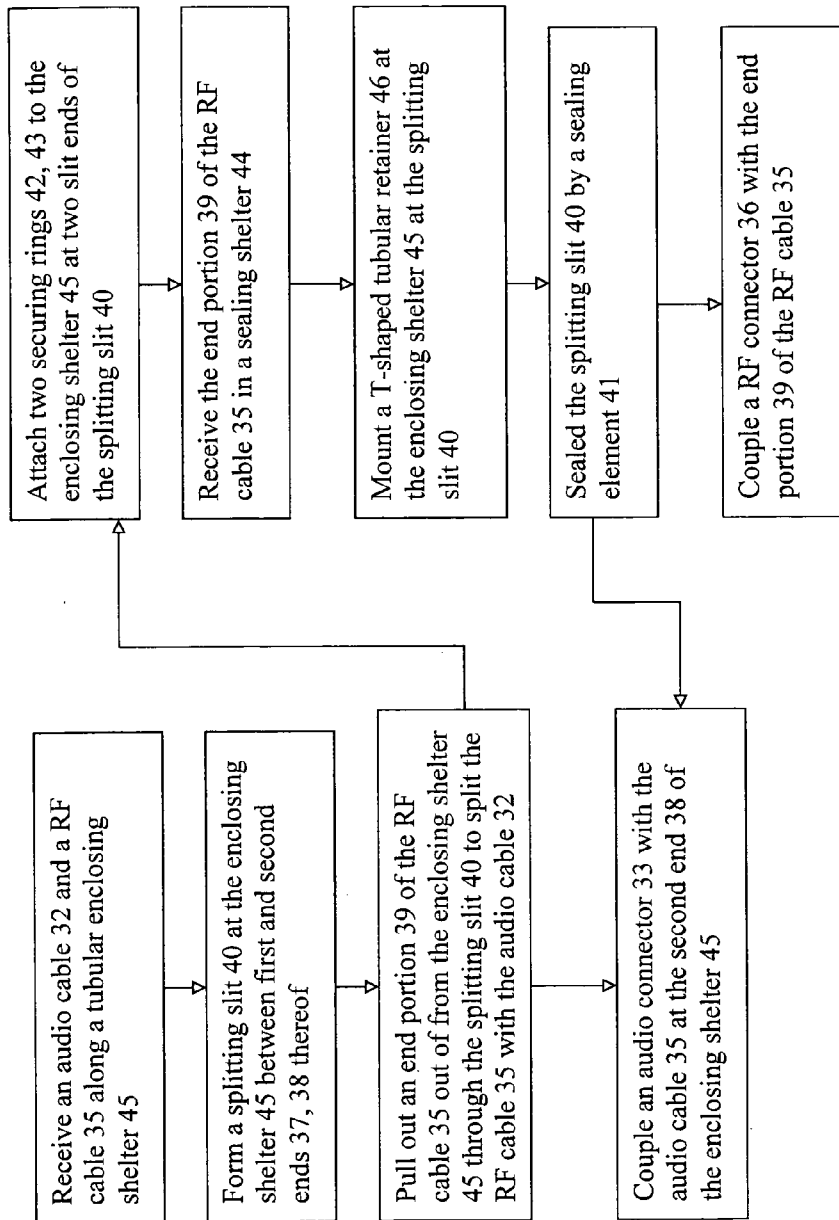 Receive an audio cable 32 and a RF
cable 35 along a tubular enclosing
shelter 45
Form a splitting slit 40 at the enclosing
shelter 45 between first and second
ends 37, 38 thereof
Pull out an end portion 39 of the RF
cable 35 out of from the enclosing shelter
45 through the splitting slit 40 to split the
RF cable 35 with the audio cable 32
Couple an audio connector 33 with the
audio cable 35 at the second end 38 of
the enclosing shelter 45
Attach two securing rings 42, 43 to the
enclosing shelter 45 at two slit ends of
the splitting slit 40
Receive the end portion 39 of the RF
cable 35 in a sealing shelter 44
Mount a T-shaped tubular retainer 46 at
the enclosing shelter 45 at the splitting
slit 40
Sealed the splitting slit 40 by a sealing
element 41
Couple a RF connector 36 with the end
portion 39 of the RF cable 35